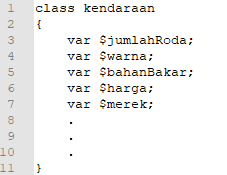 1 class kendaraan
2 {
3     var $jumlahRoda;
4     var $warna;
5     var $bahanBakar;
6     var $harga;
7     var $merek;
8     .
9     .
10     .
11 }